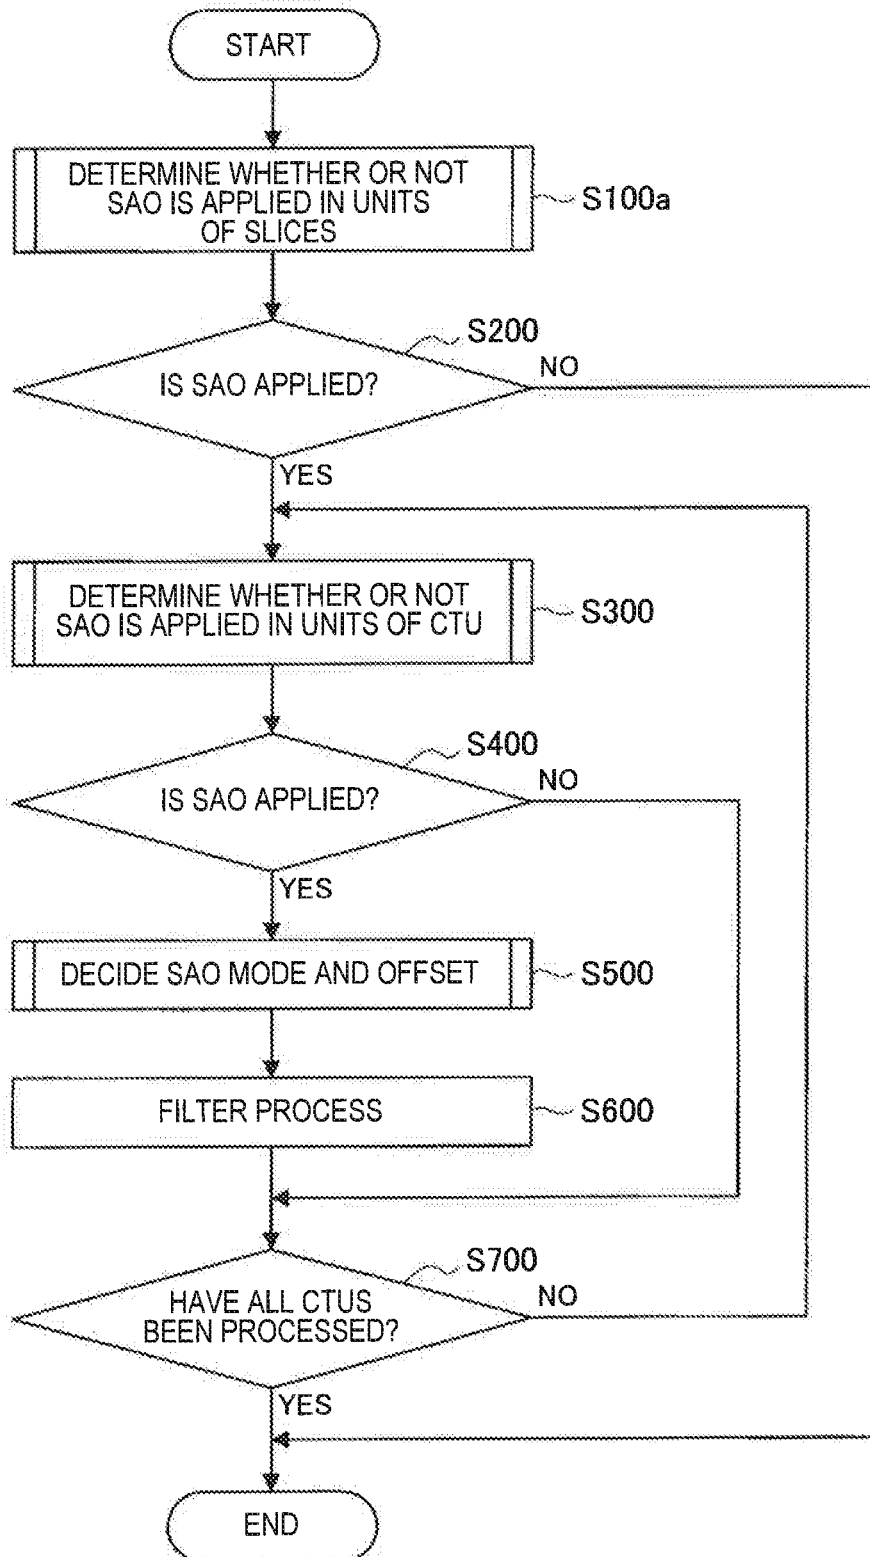 START
DETERMINE WHETHER OR NOT
SAO IS APPLIED IN UNITS
OF SLICES
S100a
S200
IS SAO APPLIED?
NO
YES
DETERMINE WHETHER OR NOT
SAO IS APPLIED IN UNITS OF CTU
S300
S400
IS SAO APPLIED?
NO
YES
DECIDE SAO MODE AND OFFSET
S500
FILTER PROCESS
S600
S700
HAVE ALL CTUS
BEEN PROCESSED?
NO
YES
END